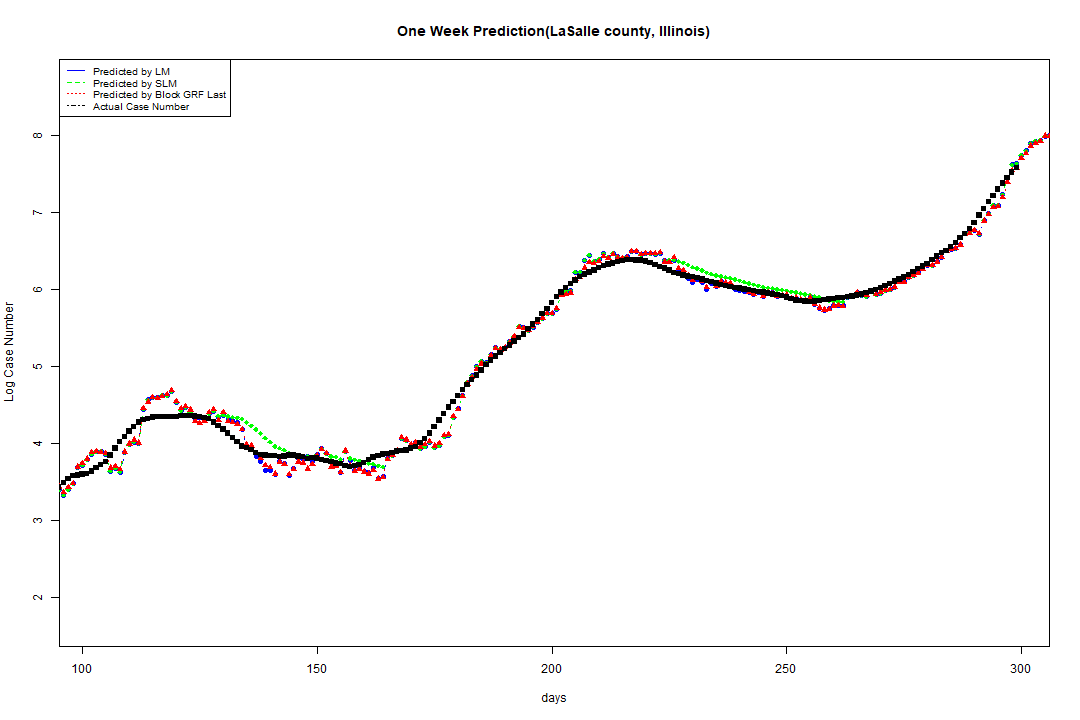 One Week Prediction(LaSalle county, Illinois)
Predicted by LM
Predicted by SLM
Predicted by Block GRF Last
Actual Case Number
8
7
6
5
4
3
2
Log Case Number
100 150 200 250 300
days